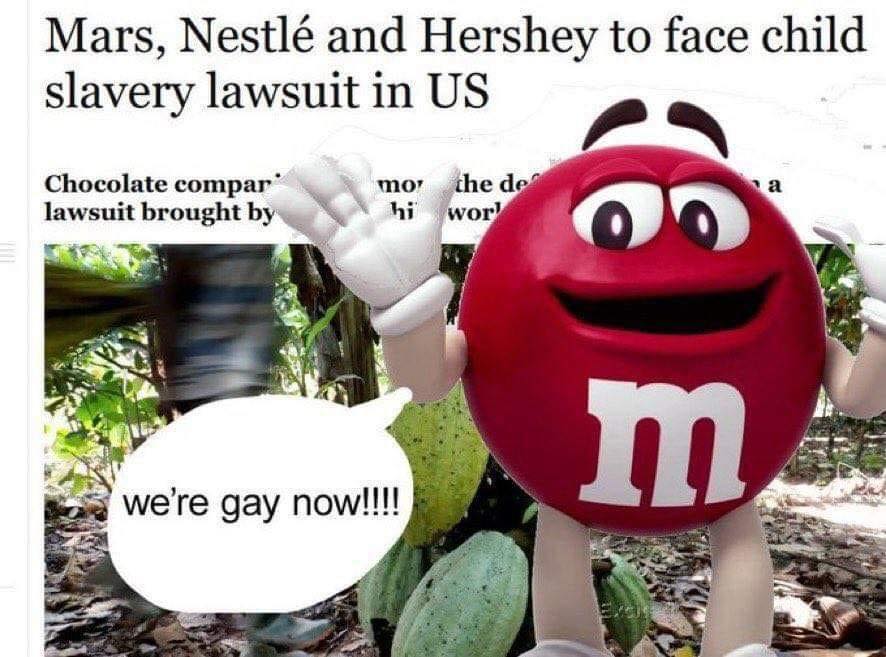 Mars, Nestlé and Hershey to face child
slavery lawsuit in US
Chocolate the a
lawsuit brought by
we're gay now!!!!
m